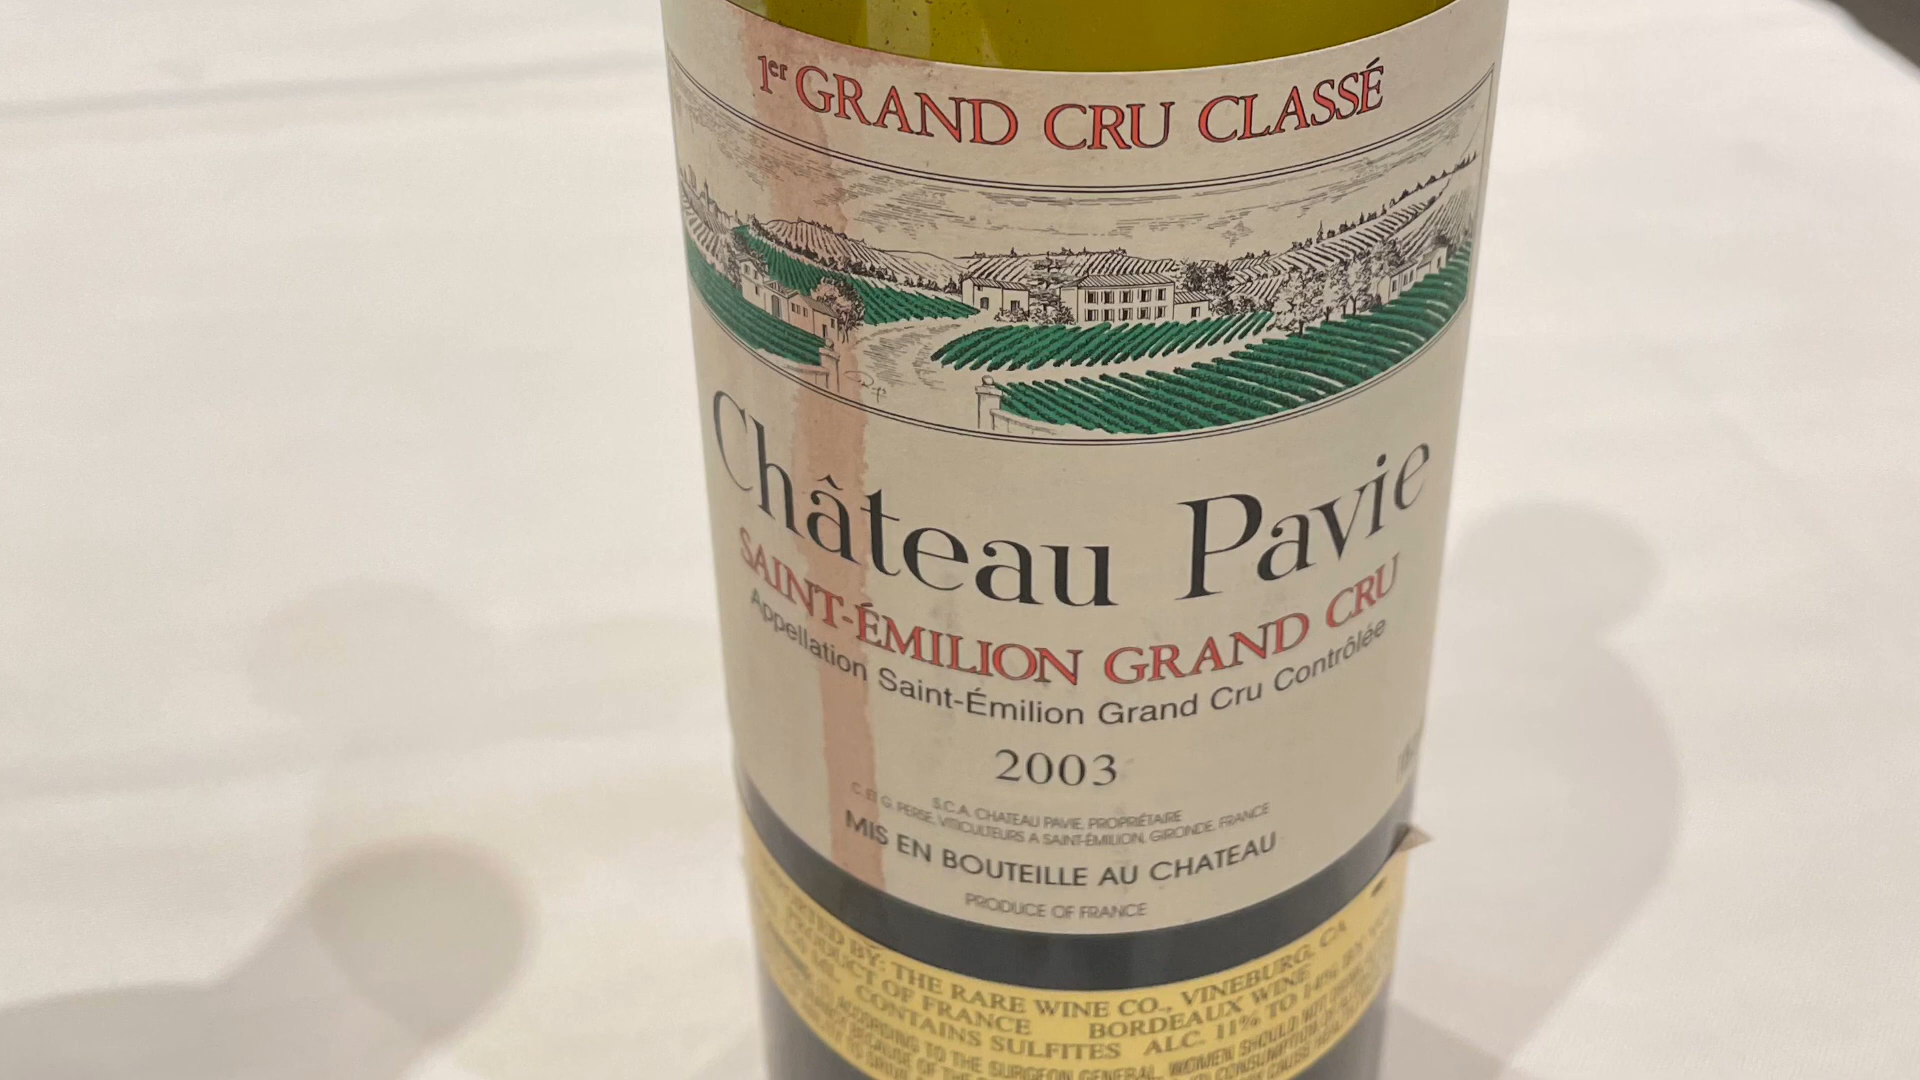 1er GRAND CRU CLASSÉ
Château Pavie
SAINT-ÉMILION GRAND CRU
Appellation Saint-Émilion Grand Cru Contrôlée
2003
S.C.A. CHATEAU PAVIE, PROPRIÉTAIRE
C. ET G. PERSE, VITICULTEURS A SAINT-ÉMILION, GIRONDE, FRANCE
MIS EN BOUTEILLE AU CHATEAU
PRODUCE OF FRANCE
BY: THE RARE WINE CO., VINEBURG, CA
PRODUCT OF FRANCE BORDEAUX WINE
CONTAINS SULFITES ALC. 11% TO 14% BY
ACCORDING TO THE SURGEON GENERAL, WOMEN SHOULD NOT